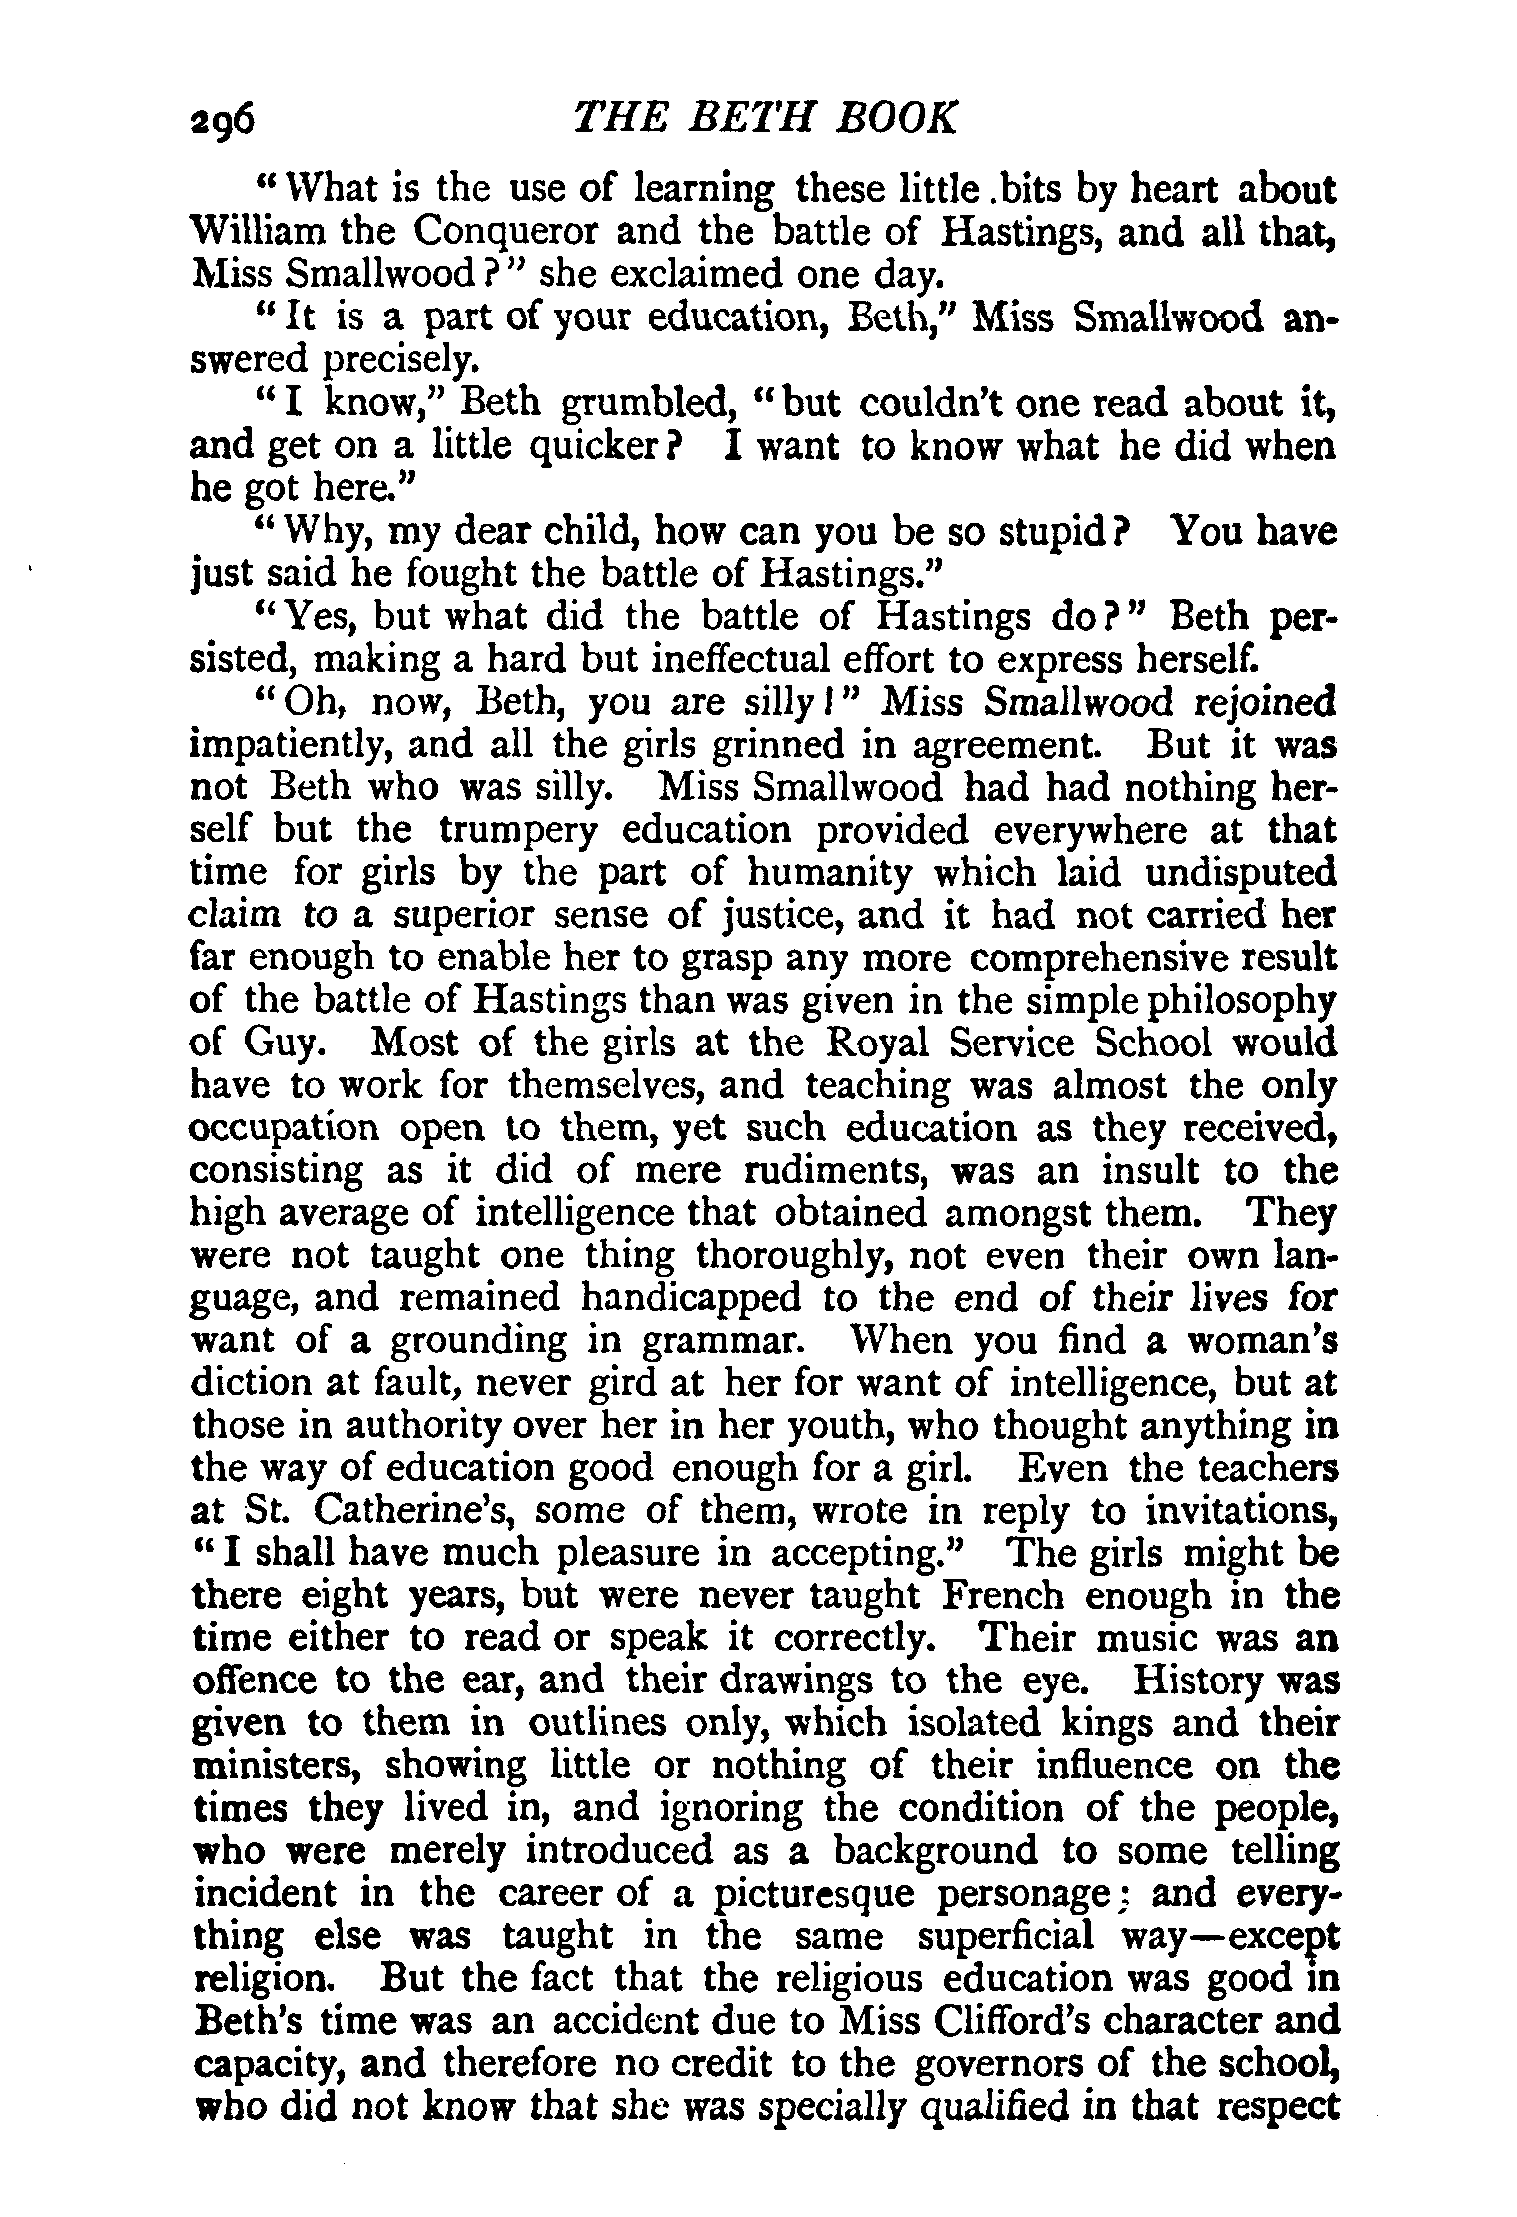 296 THE BETH BOOK
“What is the use of learning these little .bits by heart about
William the Conqueror and the battle of Hastings, and all that,
Miss Smallwood?” she exclaimed one day.
“It is a part of your education, Beth,” Miss Smallwood an-
swered precisely.
“I know,” Beth grumbled, “but couldn't one read about it,
and get on a little quicker? I want to know what he did when
he got here.”
“Why, my dear child, how can you be so stupid? You have
just said he fought the battle of Hastings.”
“Yes, but what did the battle of Hastings do?” Beth per-
sisted, making a hard but ineffectual effort to express herself.
“Oh, now, Beth, you are silly!” Miss Smallwood rejoined
impatiently, and all the girls grinned in agreement. But it was
not Beth who was silly. Miss Smallwood had had nothing her-
self but the trumpery education provided everywhere at that
time for girls by the part of humanity which laid undisputed
claim to a superior sense of justice, and it had not carried her
far enough to enable her to grasp any more comprehensive result
of the battle of Hastings than was given in the simple philosophy
of Guy. Most of the girls at the Royal Service School would
have to work for themselves, and teaching was almost the only
occupation open to them, yet such education as they received,
consisting as it did of mere rudiments, was an insult to the
high average of intelligence that obtained amongst them. They
were not taught one thing thoroughly, not even their own lan-
guage, and remained handicapped to the end of their lives for
want of a grounding in grammar. When you find a woman's
diction at fault, never gird at her for want of intelligence, but at
those in authority over her in her youth, who thought anything in
the way of education good enough for a girl. Even the teachers
at St. Catherine's, some of them, wrote in reply to invitations,
“I shall have much pleasure in accepting.” The girls might be
there eight years, but were never taught French enough in the
time either to read or speak it correctly. Their music was an
offence to the ear, and their drawings to the eye. History was
given to them in outlines only, which isolated kings and their
ministers, showing little or nothing of their influence on the
times they lived in, and ignoring the condition of the people,
who were merely introduced as a background to some telling
incident in the career of a picturesque personage; and every-
thing else was taught in the same superficial way—except
religion. But the fact that the religious education was good in
Beth's time was an accident due to Miss Clifford's character and
capacity, and therefore no credit to the governors of the school,
who did not know that she was specially qualified in that respect